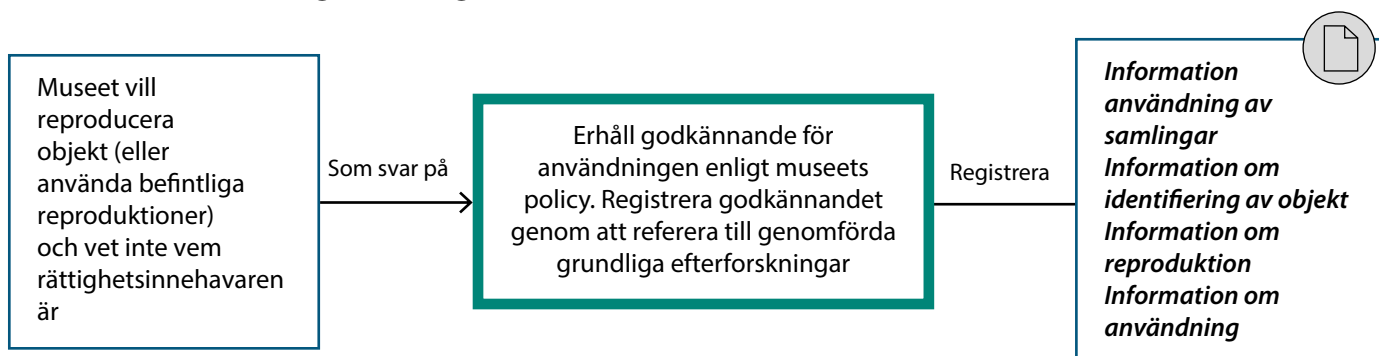 Museet vill
reproducera
objekt (eller
använda befintliga
reproduktioner)
och vet inte vem
rättighetsinnehavaren
är
Som svar på
Erhåll godkännande för
användningen enligt museets
policy. Registrera godkännandet
genom att referera till genomförda
grundliga efterforskningar
Registrera
Information
användning av
samlingar
Information om
identifiering av objekt
Information om
reproduktion
Information om
användning